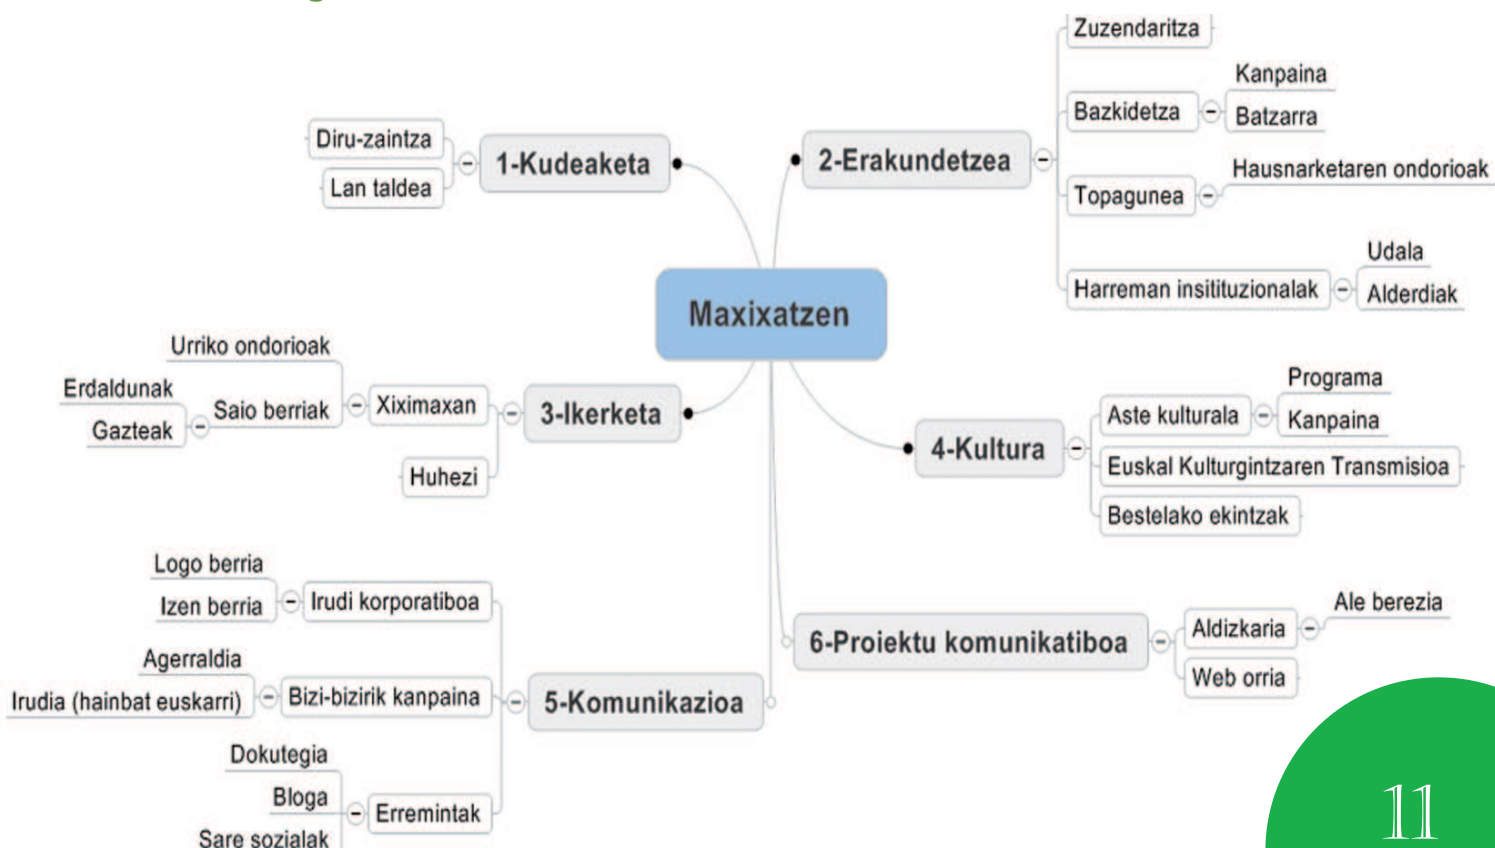 Maxixatzen
1-Kudeaketa
Diru-zaintza
Lan taldea
2-Erakundetzea
Zuzendaritza
Bazkidetza
Kanpaina
Batzarra
Topagunea
Hausnarketaren ondorioak
Harreman insitituzionalak
Udala
Alderdiak
3-Ikerketa
Xiximaxan
Urriko ondorioak
Saio berriak
Erdaldunak
Gazteak
Huhezi
4-Kultura
Aste kulturala
Programa
Kanpaina
Euskal Kulturgintzaren Transmisioa
Bestelako ekintzak
5-Komunikazioa
Irudi korporatiboa
Logo berria
Izen berria
Bizi-bizirik kanpaina
Agerraldia
Irudia (hainbat euskarri)
Erremintak
Dokutegia
Bloga
Sare sozialak
6-Proiektu komunikatiboa
Aldizkaria
Ale berezia
Web orria
11